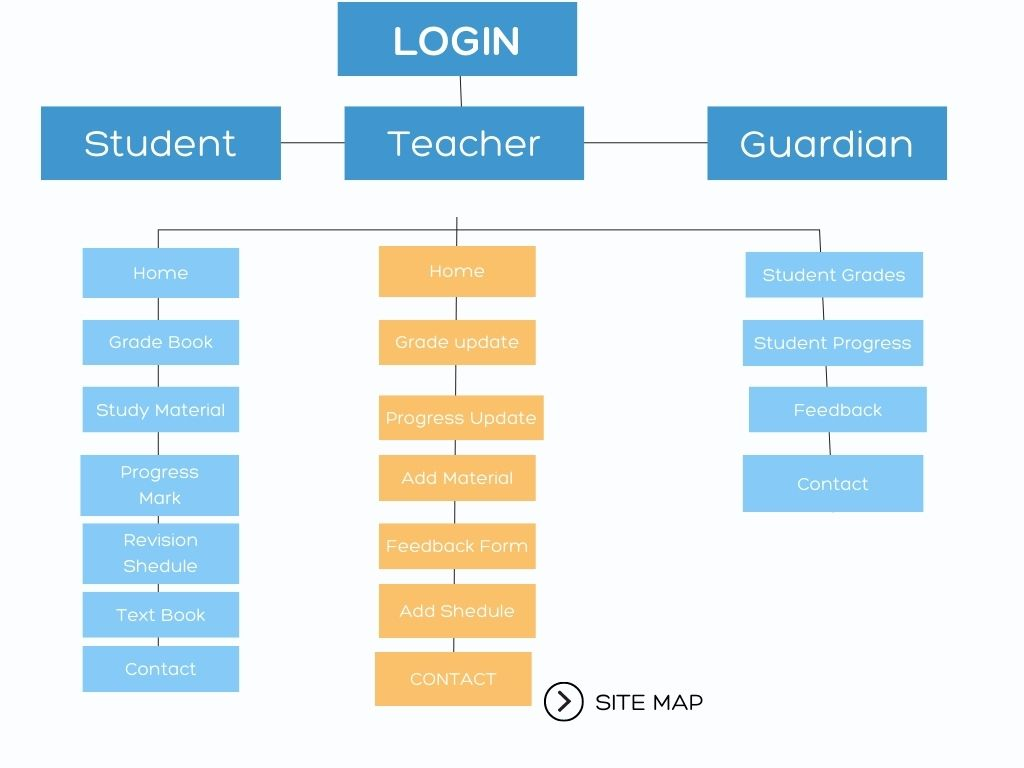 LOGIN
Student
Teacher
Guardian
Home
Grade Book
Study Material
Progress
Mark
Revision
Shedule
Text Book
Contact
Home
Grade update
Progress Update
Add Material
Feedback Form
Add Shedule
CONTACT
Student Grades
Student Progress
Feedback
Contact
SITE MAP